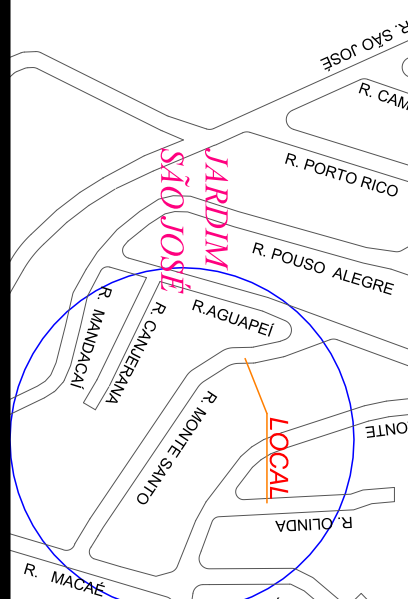 R. SÃO JOSÉ
R. CAM
R. PORTO RICO
JARDIM
SÃO JOSÉ
R. POUSO ALEGRE
R.AGUAPEÍ
R. MANDACAÍ
R. CANJERANA
R. MONTE SANTO
LOCAL
ONTE
R. OLINDA
R. MACAÉ